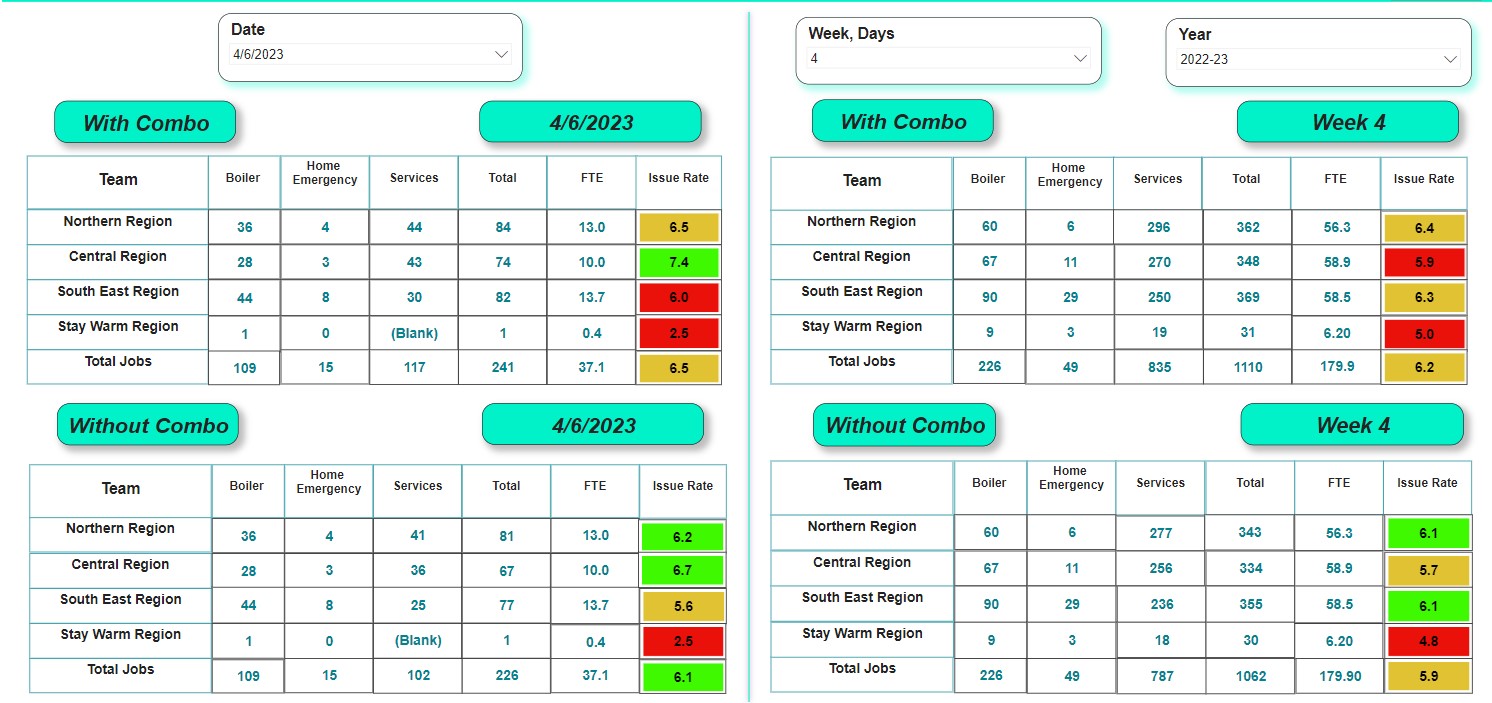 Date
4/6/2023
With Combo 4/6/2023
Team Boiler Home Emergency Services Total FTE Issue Rate
Northern Region 36 4 44 84 13.0 6.5
Central Region 28 3 43 74 10.0 7.4
South East Region 44 8 30 82 13.7 6.0
Stay Warm Region 1 0 (Blank) 1 0.4 2.5
Total Jobs 109 15 117 241 37.1 6.5
Without Combo 4/6/2023
Team Boiler Home Emergency Services Total FTE Issue Rate
Northern Region 36 4 41 81 13.0 6.2
Central Region 28 3 36 67 10.0 6.7
South East Region 44 8 25 77 13.7 5.6
Stay Warm Region 1 0 (Blank) 1 0.4 2.5
Total Jobs 109 15 102 226 37.1 6.1
Week, Days
4
Year
2022-23
With Combo Week 4
Team Boiler Home Emergency Services Total FTE Issue Rate
Northern Region 60 6 296 362 56.3 6.4
Central Region 67 11 270 348 58.9 5.9
South East Region 90 29 250 369 58.5 6.3
Stay Warm Region 9 3 19 31 6.20 5.0
Total Jobs 226 49 835 1110 179.9 6.2
Without Combo Week 4
Team Boiler Home Emergency Services Total FTE Issue Rate
Northern Region 60 6 277 343 56.3 6.1
Central Region 67 11 256 334 58.9 5.7
South East Region 90 29 236 355 58.5 6.1
Stay Warm Region 9 3 18 30 6.20 4.8
Total Jobs 226 49 787 1062 179.90 5.9